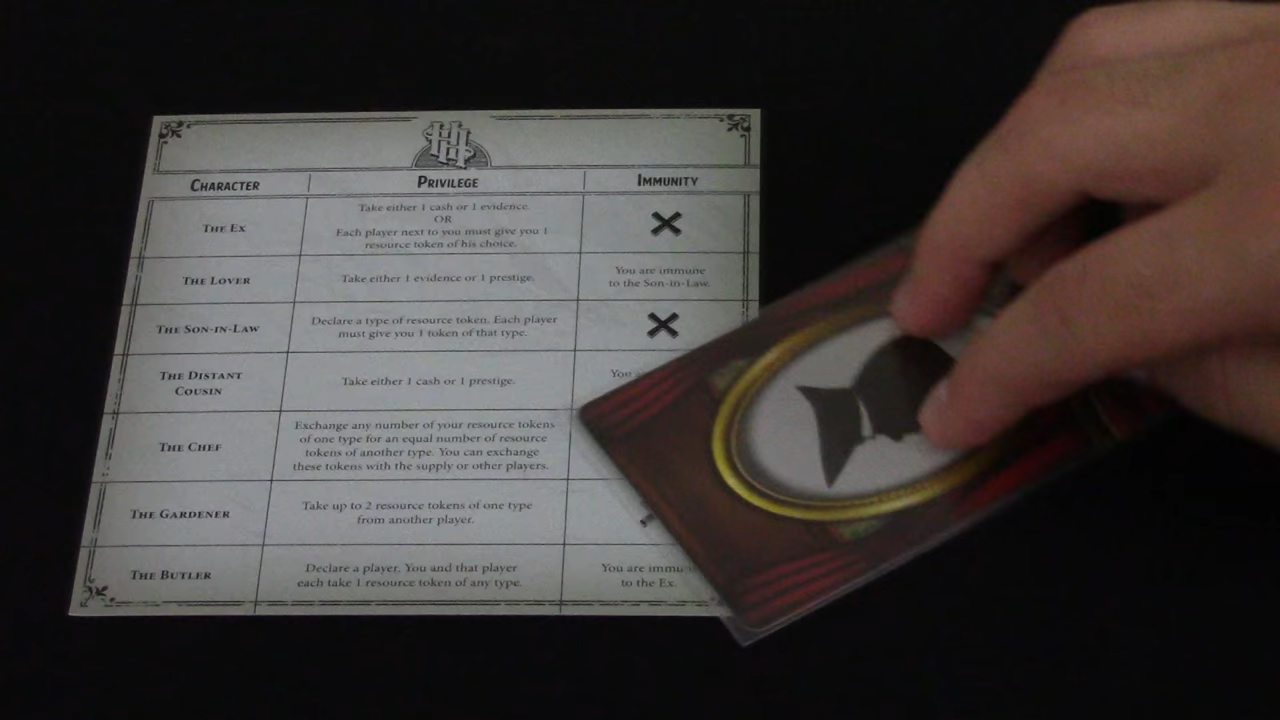 HH
CHARACTER PRIVILEGE IMMUNITY
THE EX
Take either 1 cash or 1 evidence.
OR
Each player next to you must give you 1
resource token of his choice.
THE LOVER
Take either 1 evidence or 1 prestige.
You are immune
to the Son-in-Law.
THE SON-IN-LAW
Declare a type of resource token. Each player
must give you 1 token of that type.
THE DISTANT
COUSIN
Take either 1 cash or 1 prestige.
You
THE CHEF
Exchange any number of your resource tokens
of one type for an equal number of resource
tokens of another type. You can exchange
these tokens with the supply or other players.
THE GARDENER
Take up to 2 resource tokens of one type
from another player.
THE BUTLER
Declare a player. You and that player
each take 1 resource token of any type.
You are immu
to the Ex.